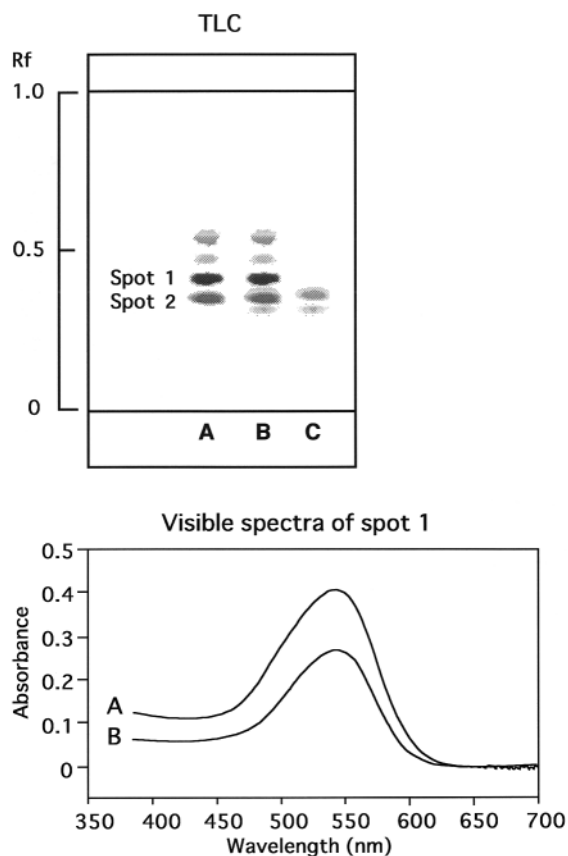 TLC
Rf
1.0
0.5
Spot 1
Spot 2
0
A B C
Visible spectra of spot 1
0.5
0.4
0.3
0.2
0.1
0
Absorbance
A
B
350 400 450 500 550 600 650 700
Wavelength (nm)